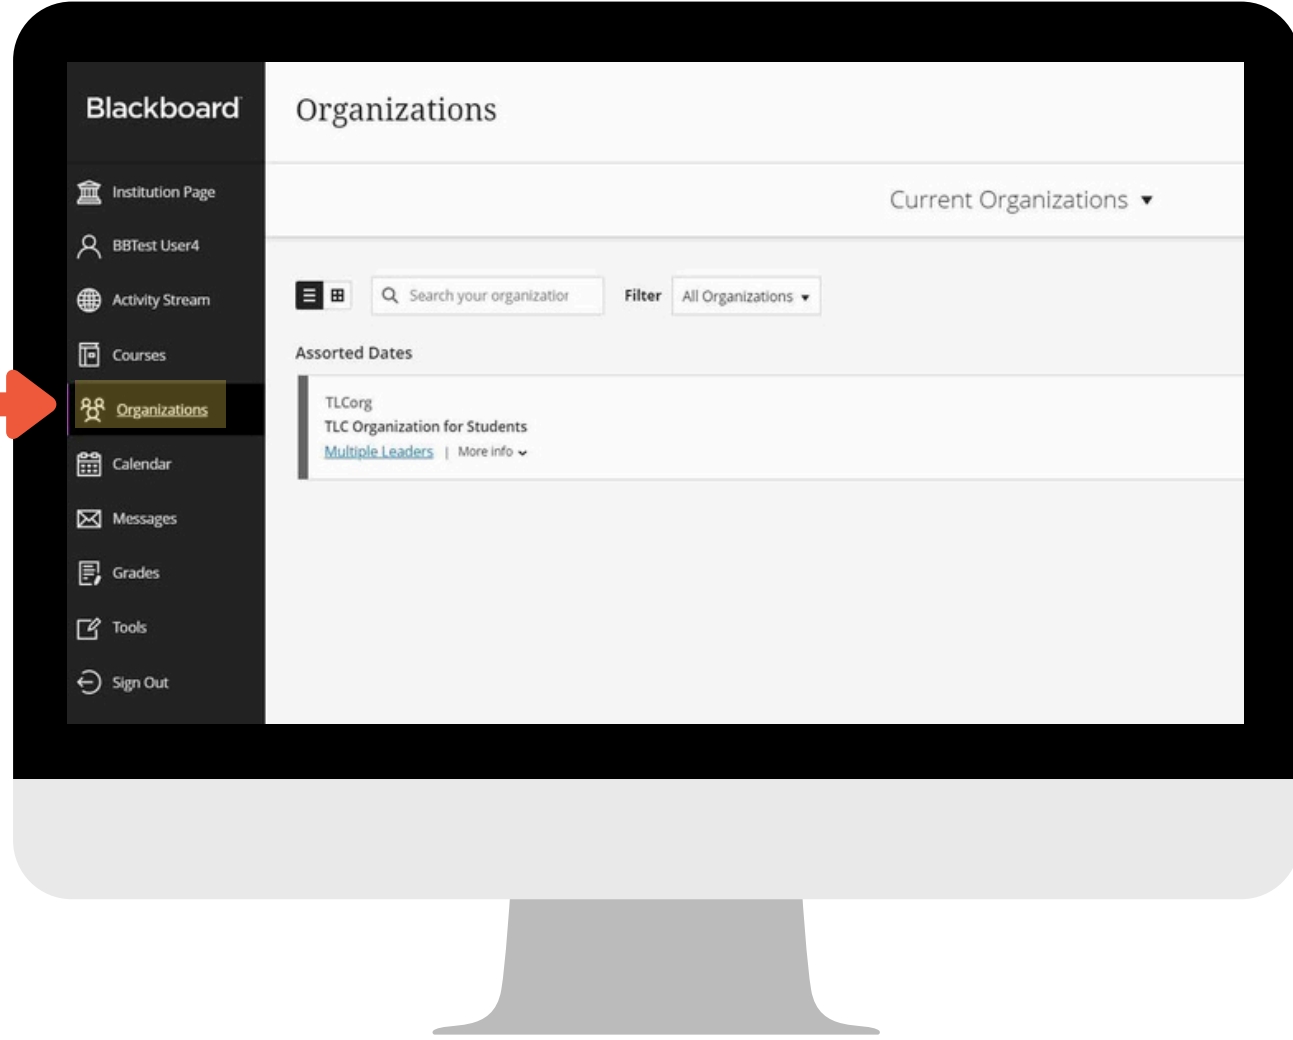 Blackboard
Organizations
Institution Page
Current Organizations
BBTest User4
Activity Stream
Search your organization
Filter
All Organizations
Courses
Assorted Dates
Organizations
TLCorg
TLC Organization for Students
Multiple Leaders | More info
Calendar
Messages
Grades
Tools
Sign Out